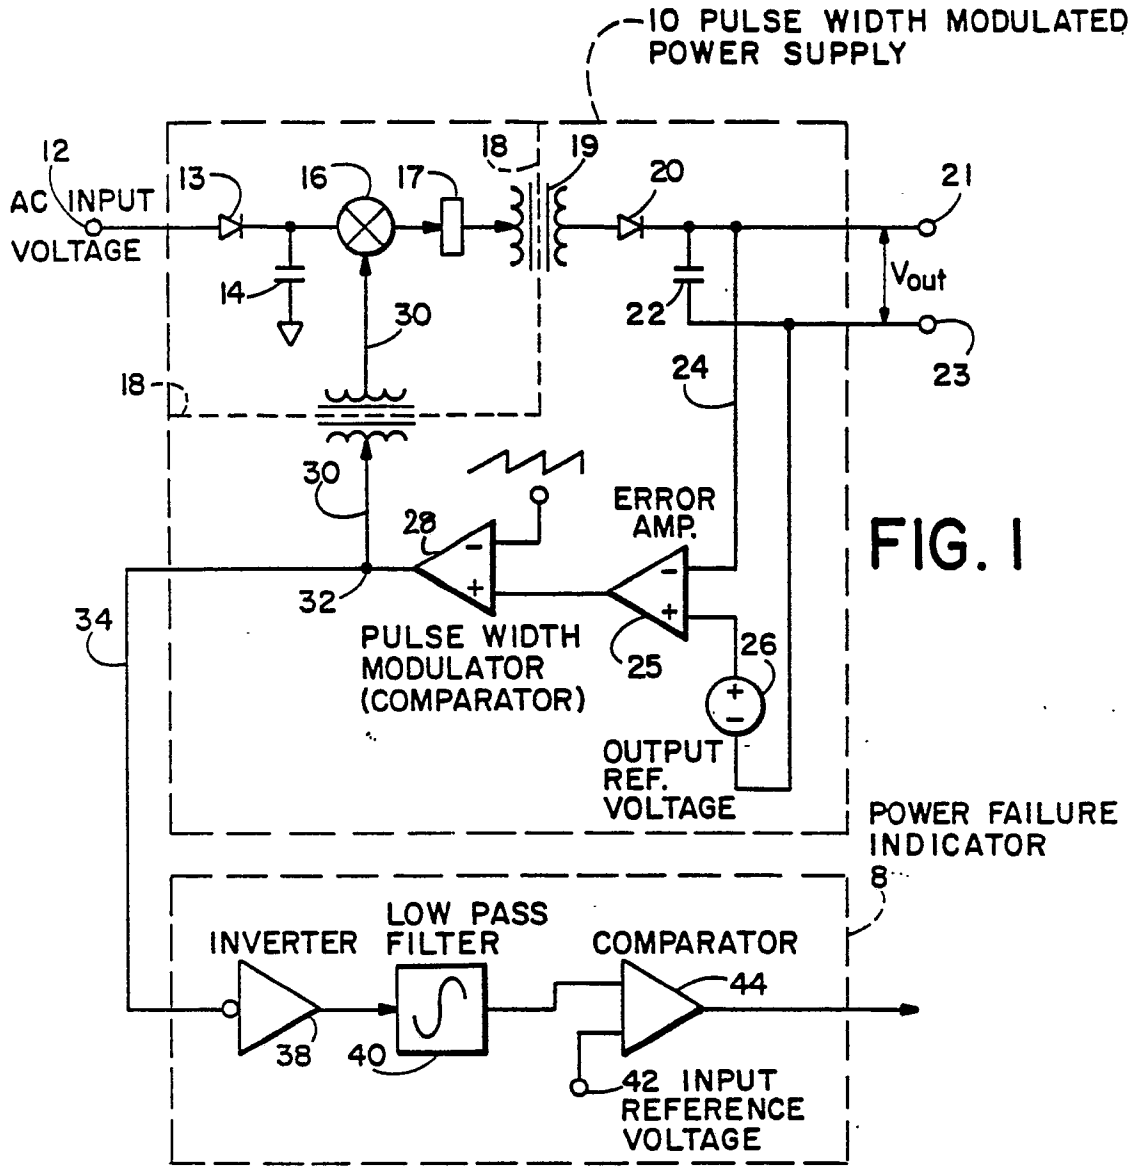 10 PULSE WIDTH MODULATED
POWER SUPPLY
12
AC INPUT
VOLTAGE
13
16
17
18
19
20
21
14
30
22
Vout
23
18
24
30
28
-
+
ERROR
AMP.
-
+
FIG. 1
32
34
PULSE WIDTH
MODULATOR
(COMPARATOR)
25
26
+
-
OUTPUT
REF.
VOLTAGE
POWER FAILURE
INDICATOR
8
INVERTER
LOW PASS
FILTER
COMPARATOR
44
38
40
42 INPUT
REFERENCE
VOLTAGE